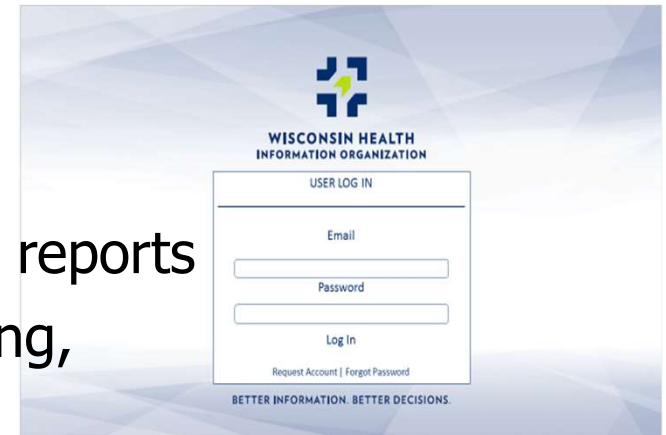 WISCONSIN HEALTH
INFORMATION ORGANIZATION
USER LOG IN
Email
reports
Password
ng,
Log In
Request Account | Forgot Password
BETTER INFORMATION. BETTER DECISIONS.